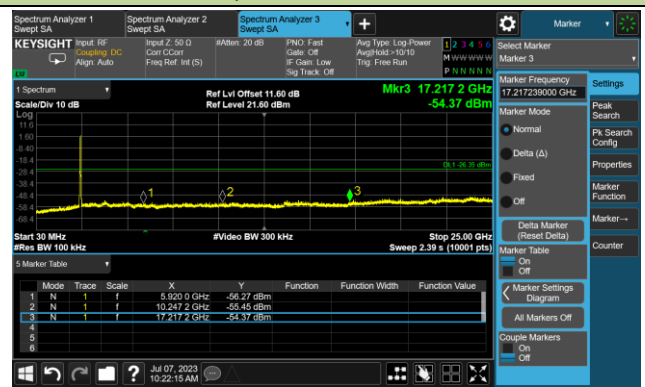 Spectrum Analyzer 1
Swept SA
Spectrum Analyzer 2
Swept SA
Spectrum Analyzer 3
Swept SA
Marker
KEYSIGHT
Input: RF
Coupling: DC
Align: Auto
Input Z: 50 Ω
Corr CCorr
Freq Ref: Int (S)
#Atten: 20 dB
PNO: Fast
Gate: Off
IF Gain: Low
Sig Track: Off
Avg Type: Log-Power
Avg|Hold:>10/10
Trig: Free Run
1 2 3 4 5 6
M W W W W W
P N N N N N
LU
Select Marker
Marker 3
1 Spectrum
Scale/Div 10 dB
Log
Ref Lvl Offset 11.60 dB
Ref Level 21.60 dBm
Mkr3 17.217 2 GHz
-54.37 dBm
11.6
1.60
-8.40
-18.4
-28.4
-38.4
-48.4
-58.4
-68.4
DL1 -26.33 dBm
1
2
3
Start 30 MHz
#Res BW 100 kHz
#Video BW 300 kHz
Stop 25.00 GHz
Sweep 2.39 s (10001 pts)
5 Marker Table
Mode Trace Scale X Y Function Function Width Function Value
1 N 1 f 5.920 0 GHz -56.27 dBm
2 N 1 f 10.247 2 GHz -55.45 dBm
3 N 1 f 17.217 2 GHz -54.37 dBm
4
5
6
Marker Frequency
17.217239000 GHz
Marker Mode
Normal
Delta (Δ)
Fixed
Off
Delta Marker
(Reset Delta)
Marker Table
On
Off
Marker Settings
Diagram
All Markers Off
Couple Markers
On
Off
Settings
Peak
Search
Pk Search
Config
Properties
Marker
Function
Marker→
Counter
?
Jul 07, 2023
10:22:15 AM